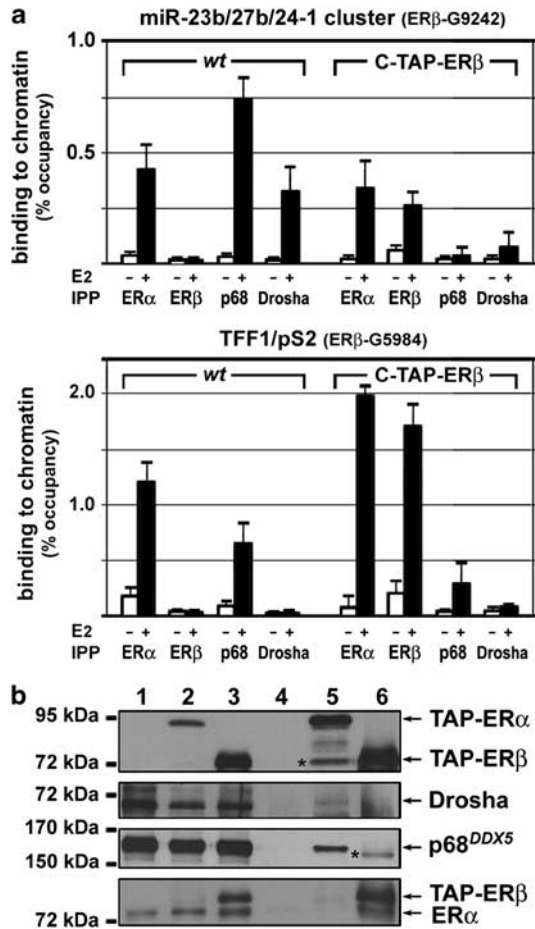 a
miR-23b/27b/24-1 cluster (ERβ-G9242)
binding to chromatin
(% occupancy)
1.0
0.5
wt
C-TAP-ERβ
E2 - + - + - + - + - + - + - + - +
IPP ERα ERβ p68 Drosha ERα ERβ p68 Drosha
TFF1/pS2 (ERβ-G5984)
binding to chromatin
(% occupancy)
2.0
1.0
wt
C-TAP-ERβ
E2 - + - + - + - + - + - + - + - +
IPP ERα ERβ p68 Drosha ERα ERβ p68 Drosha
b
1 2 3 4 5 6
95 kDa
TAP-ERα
72 kDa
*
TAP-ERβ
72 kDa
Drosha
170 kDa
p68DDX5
150 kDa
*
TAP-ERβ
72 kDa
ERα